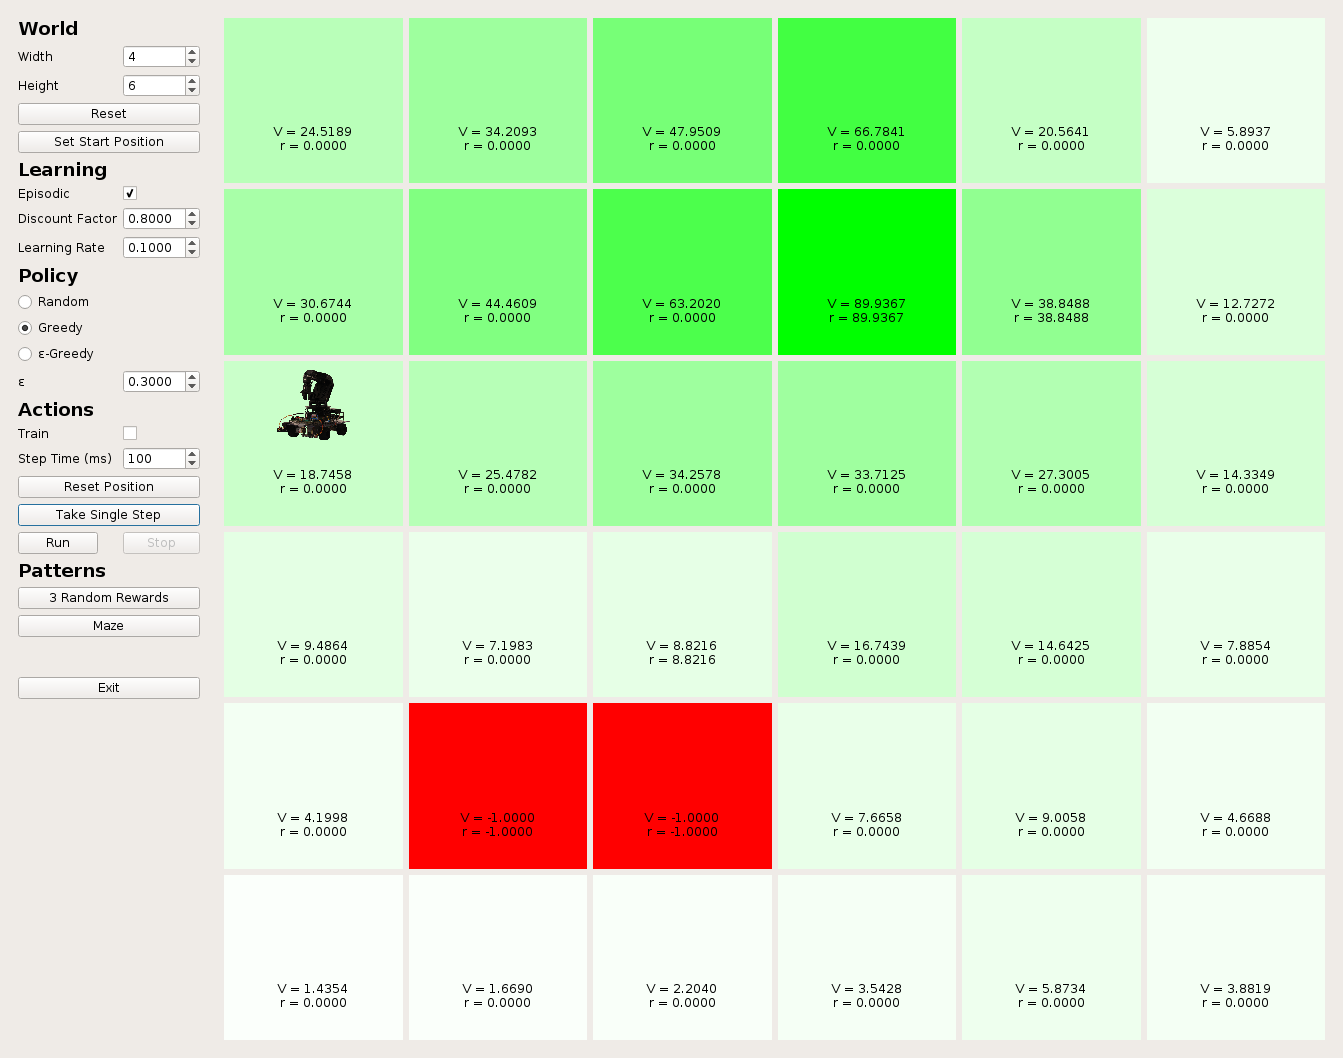 World
Width 4
Height 6
Reset
Set Start Position
Learning
Episodic
Discount Factor 0.8000
Learning Rate 0.1000
Policy
Random
Greedy
ε-Greedy
ε 0.3000
Actions
Train
Step Time (ms) 100
Reset Position
Take Single Step
Run Stop
Patterns
3 Random Rewards
Maze
Exit
V = 24.5189 V = 34.2093 V = 47.9509 V = 66.7841 V = 20.5641 V = 5.8937
r = 0.0000 r = 0.0000 r = 0.0000 r = 0.0000 r = 0.0000 r = 0.0000
V = 30.6744 V = 44.4609 V = 63.2020 V = 89.9367 V = 38.8488 V = 12.7272
r = 0.0000 r = 0.0000 r = 0.0000 r = 89.9367 r = 38.8488 r = 0.0000
V = 18.7458 V = 25.4782 V = 34.2578 V = 33.7125 V = 27.3005 V = 14.3349
r = 0.0000 r = 0.0000 r = 0.0000 r = 0.0000 r = 0.0000 r = 0.0000
V = 9.4864 V = 7.1983 V = 8.8216 V = 16.7439 V = 14.6425 V = 7.8854
r = 0.0000 r = 0.0000 r = 8.8216 r = 0.0000 r = 0.0000 r = 0.0000
V = 4.1998 V = -1.0000 V = -1.0000 V = 7.6658 V = 9.0058 V = 4.6688
r = 0.0000 r = -1.0000 r = -1.0000 r = 0.0000 r = 0.0000 r = 0.0000
V = 1.4354 V = 1.6690 V = 2.2040 V = 3.5428 V = 5.8734 V = 3.8819
r = 0.0000 r = 0.0000 r = 0.0000 r = 0.0000 r = 0.0000 r = 0.0000